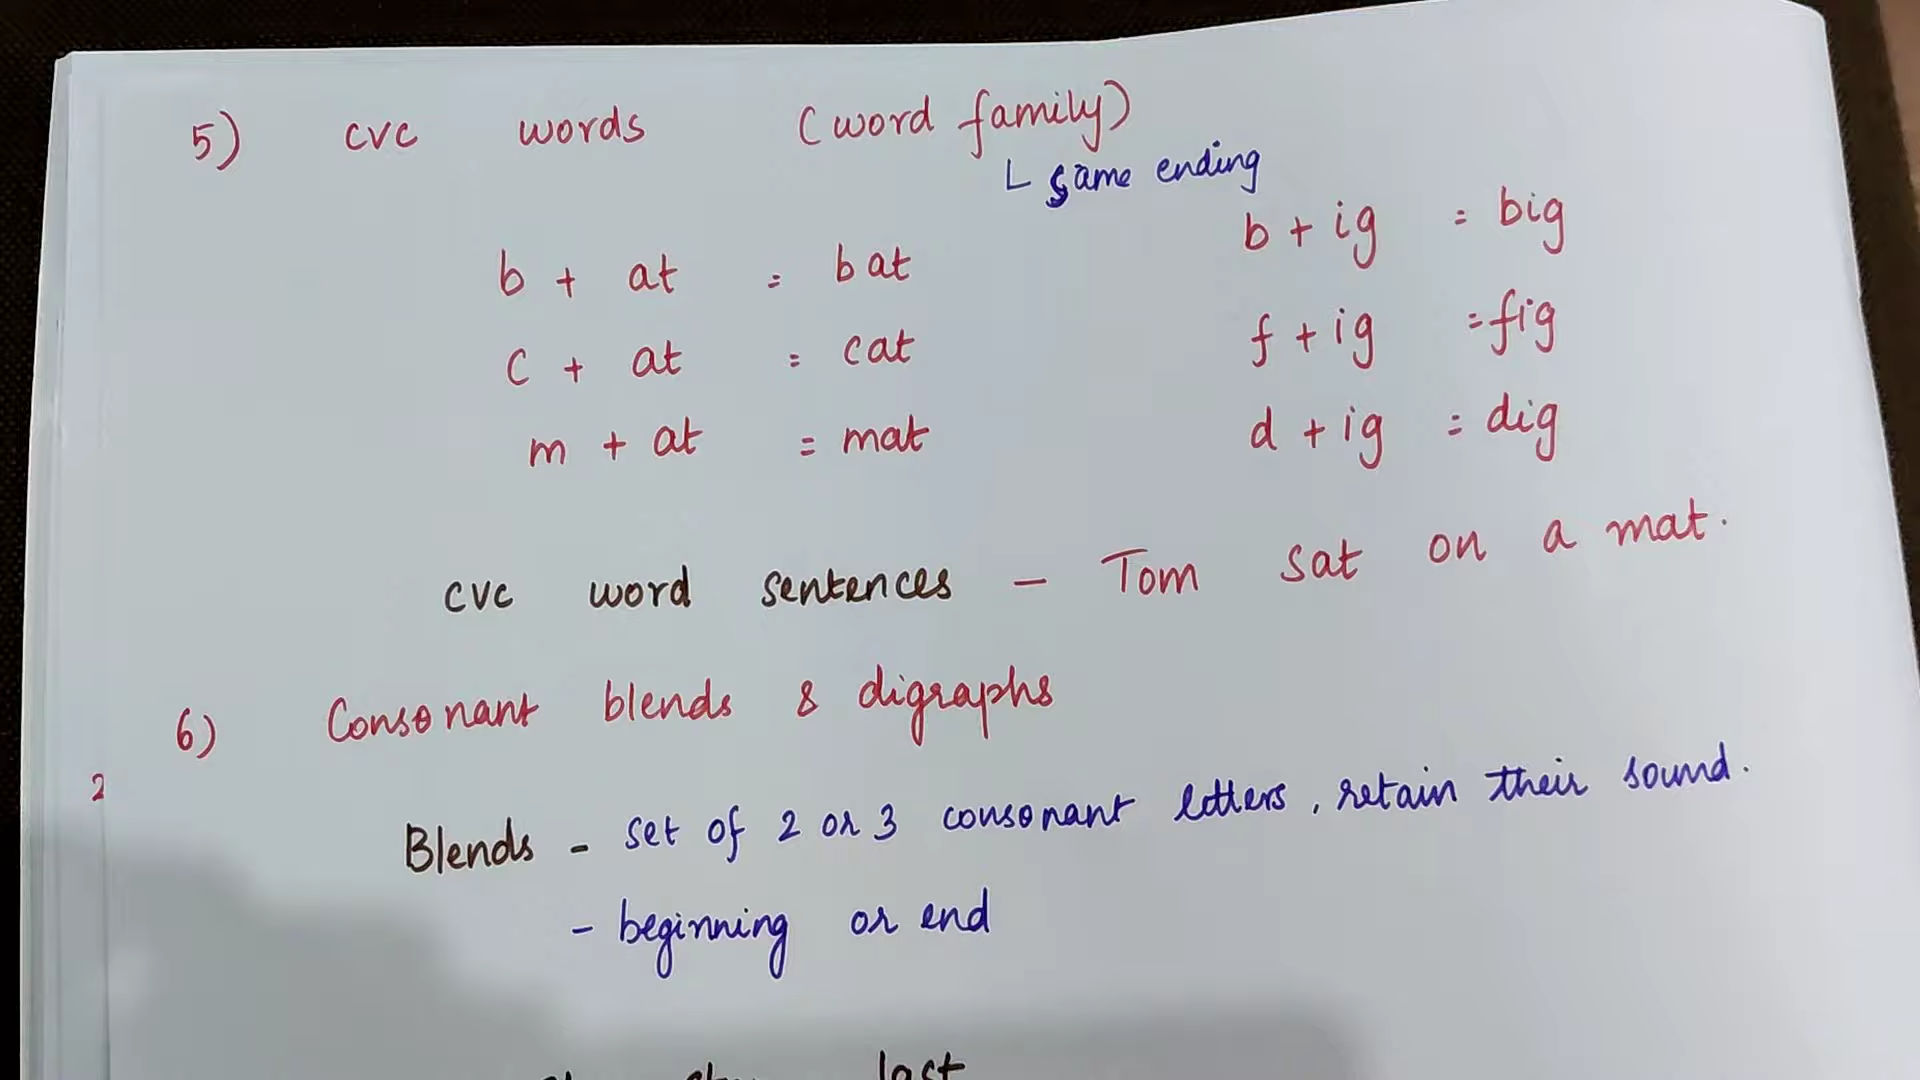 5) CVC words (word family)
└ same ending
b + at = bat
c + at = cat
m + at = mat
b + ig = big
f + ig = fig
d + ig = dig
CVC word sentences - Tom sat on a mat.
6) Consonant blends & digraphs
2
Blends - set of 2 or 3 consonant letters, retain their sound.
- beginning or end
last